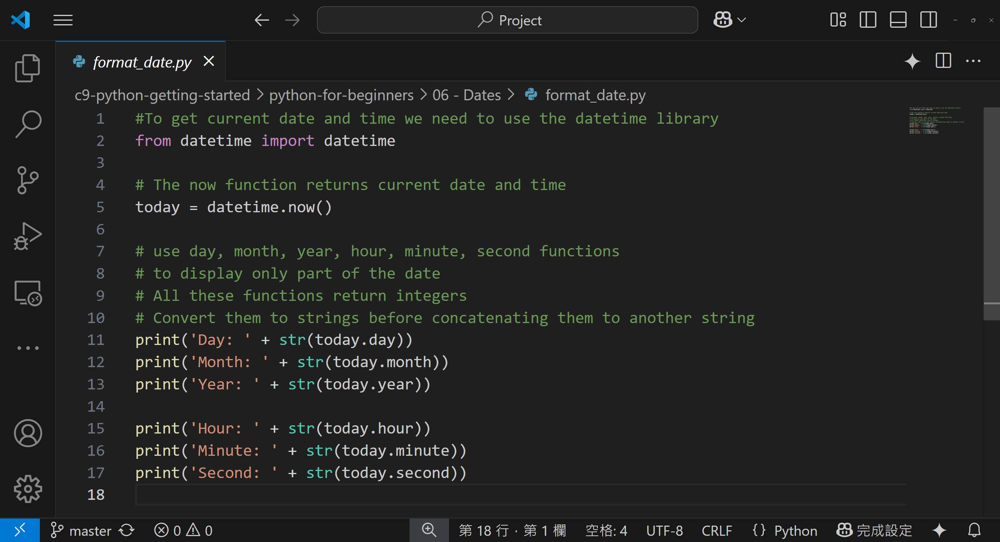 Project
format_date.py
c9-python-getting-started > python-for-beginners > 06 - Dates > format_date.py
1 #To get current date and time we need to use the datetime library
2 from datetime import datetime
3
4 # The now function returns current date and time
5 today = datetime.now()
6
7 # use day, month, year, hour, minute, second functions
8 # to display only part of the date
9 # All these functions return integers
10 # Convert them to strings before concatenating them to another string
11 print('Day: ' + str(today.day))
12 print('Month: ' + str(today.month))
13 print('Year: ' + str(today.year))
14
15 print('Hour: ' + str(today.hour))
16 print('Minute: ' + str(today.minute))
17 print('Second: ' + str(today.second))
18
master 0 0 第 18 行，第 1 欄 空格: 4 UTF-8 CRLF {} Python 完成設定